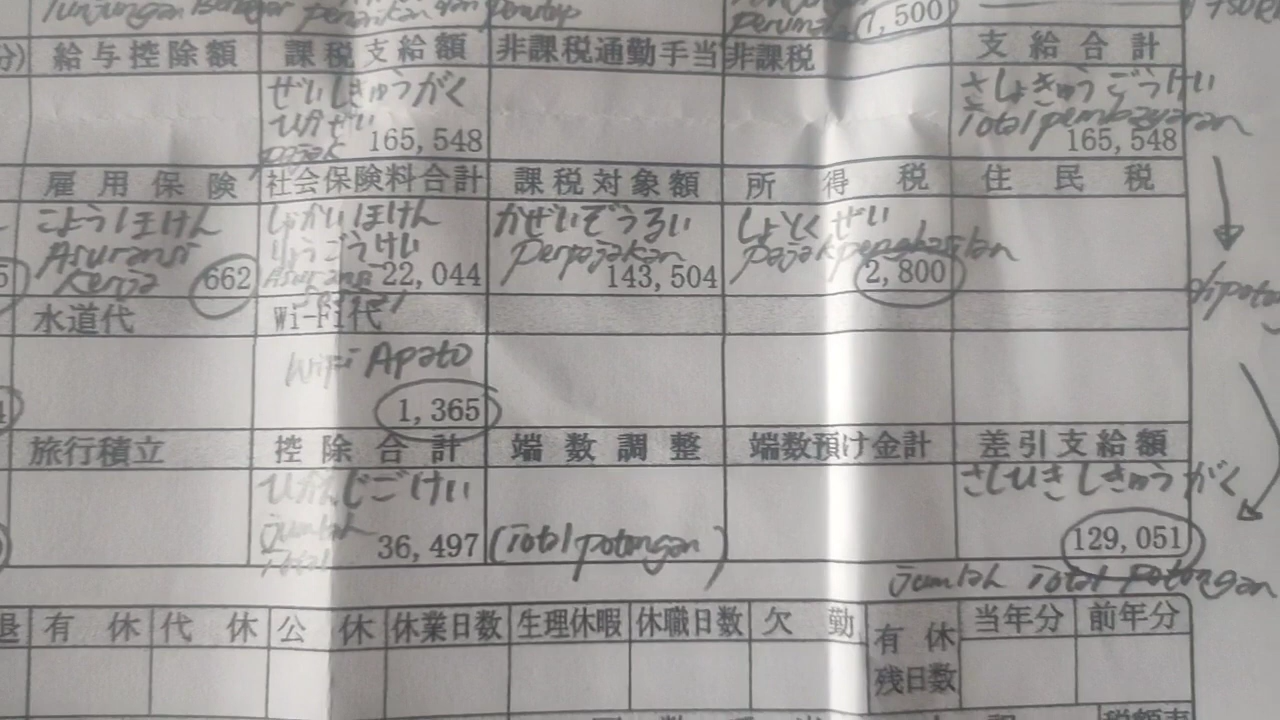 7,500
給与控除額 課税支給額 非課税通勤手当 非課税 支給合計
ぜいしきゅうがく さしょきゅうごうけい
ひかぜい Total pembayaran
pajak 165,548 165,548
雇用保険 社会保険料合計 課税対象額 所得税 住民税
こようほけん しゃかいほけん かぜいぞうるい しょとくぜい
Asuransi りょうごうけい Perpajakan pajak
Kerja 662 Asuransi 22,044 143,504 2,800
水道代 Wi-Fi代
Wifi Apato
1,365
旅行積立 控除合計 端数調整 端数預け金計 差引支給額
ごけい さしひきしきゅうがく
Jumlah
Total 36,497 (Total potongan) 129,051
Jumlah Total Potongan
退 有休 代休 公休 休業日数 生理休暇 休職日数 欠勤 有休残日数 当年分 前年分